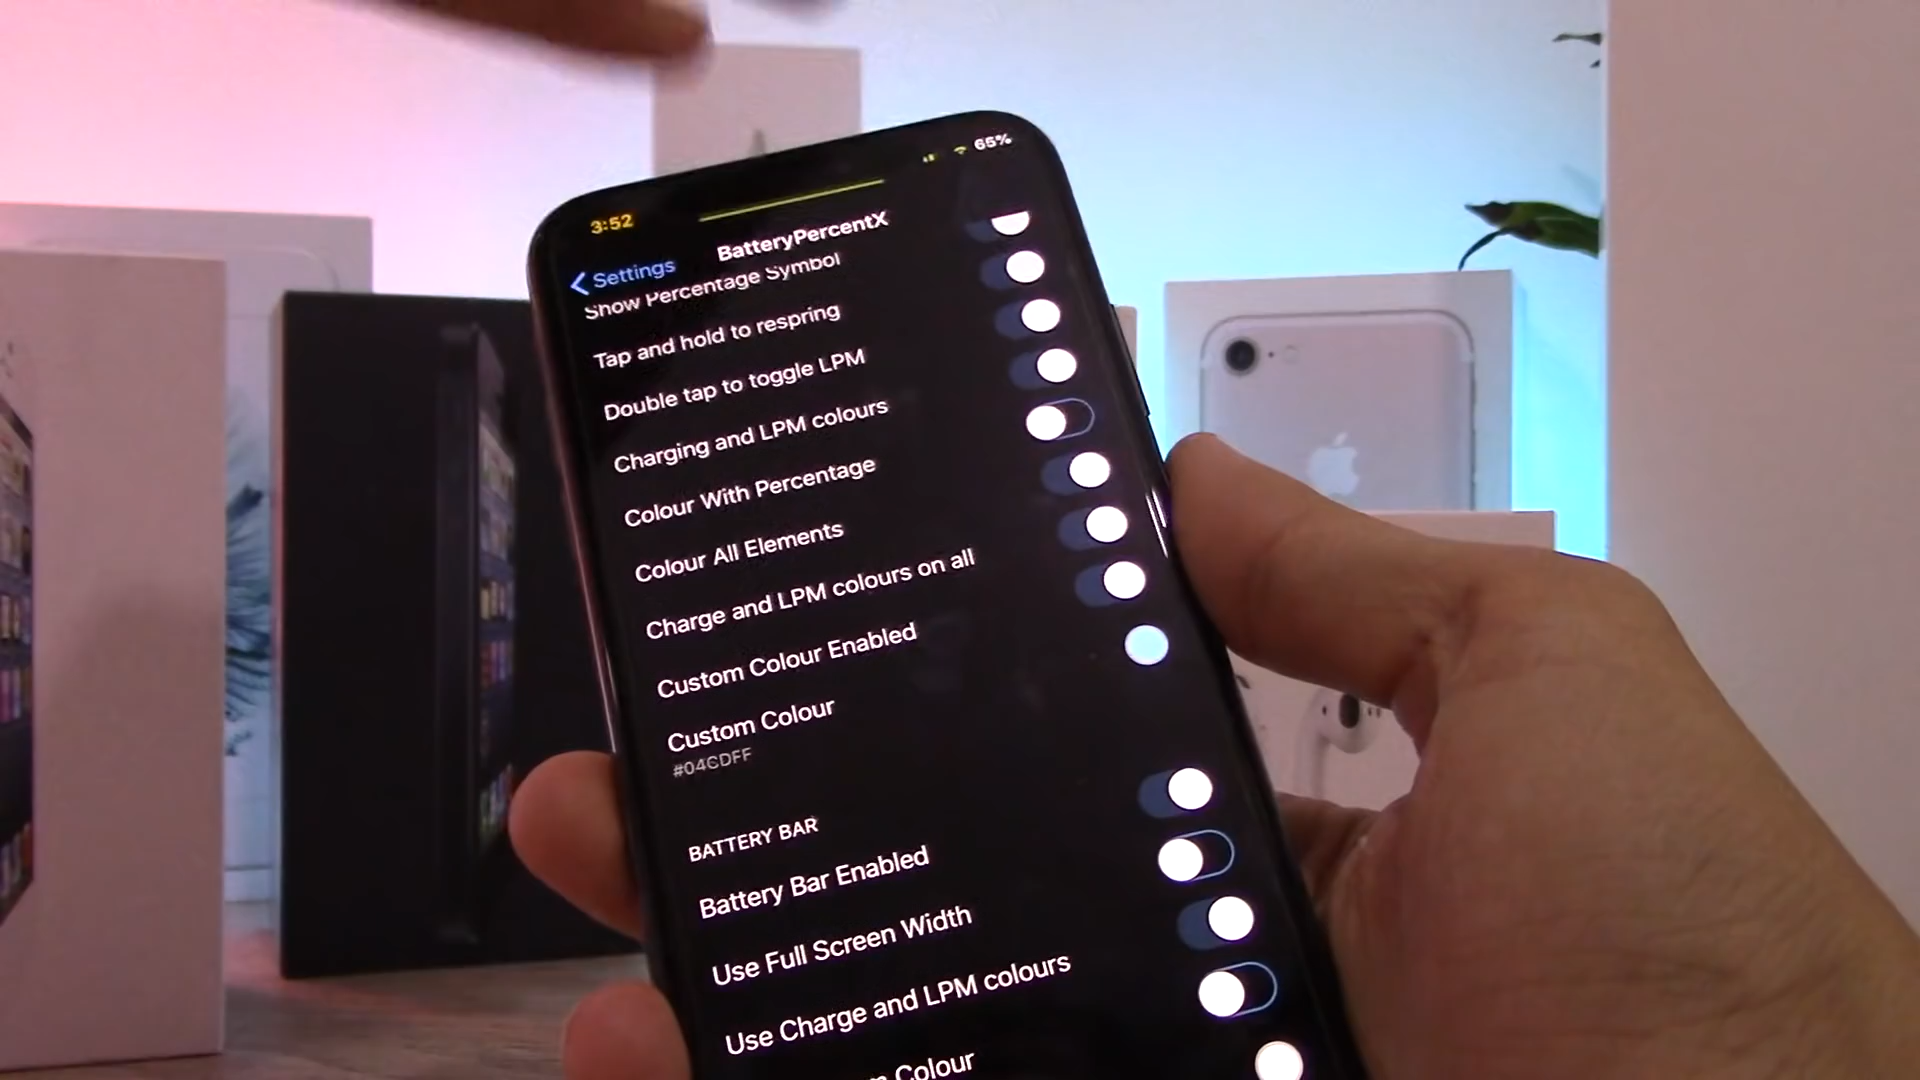 3:52
65%
Settings
BatteryPercentX
Show Percentage Symbol
Tap and hold to respring
Double tap to toggle LPM
Charging and LPM colours
Colour With Percentage
Colour All Elements
Charge and LPM colours on all
Custom Colour Enabled
Custom Colour
#04CDFF
BATTERY BAR
Battery Bar Enabled
Use Full Screen Width
Use Charge and LPM colours
Colour